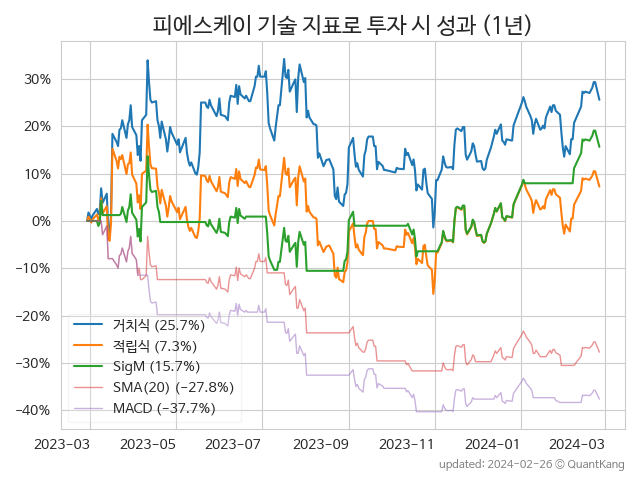 피에스케이 기술 지표로 투자 시 성과 (1년)
30%
20%
10%
0%
−10%
−20%
−30%
−40%
거치식 (25.7%)
적립식 (7.3%)
SigM (15.7%)
SMA(20) (−27.8%)
MACD (−37.7%)
2023-03 2023-05 2023-07 2023-09 2023-11 2024-01 2024-03
updated: 2024-02-26 © QuantKang